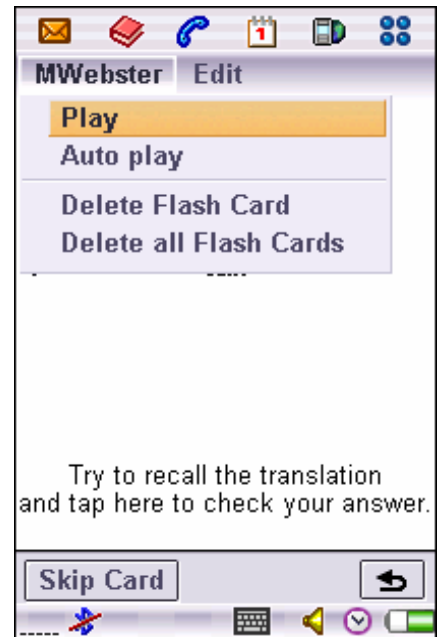 1
MWebster Edit
Play
Auto play
Delete Flash Card
Delete all Flash Cards
Try to recall the translation
and tap here to check your answer.
Skip Card